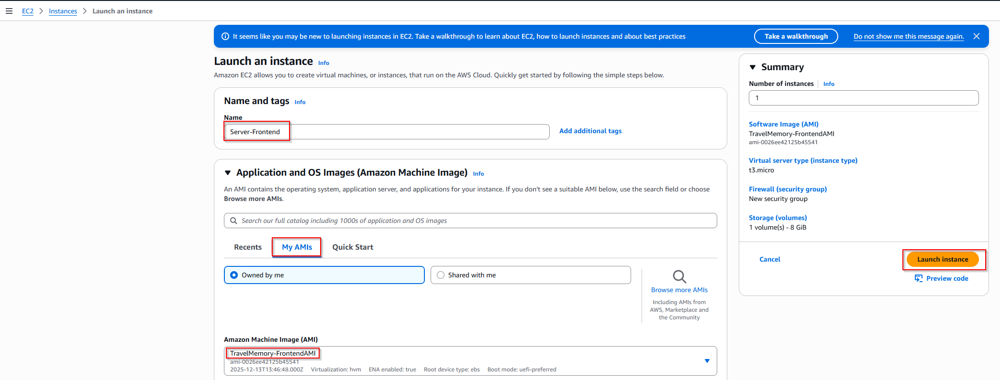 EC2 > Instances > Launch an instance
It seems like you may be new to launching instances in EC2. Take a walkthrough to learn about EC2, how to launch instances and about best practices
Take a walkthrough
Do not show me this message again.
Launch an instance Info
Amazon EC2 allows you to create virtual machines, or instances, that run on the AWS Cloud. Quickly get started by following the simple steps below.
Name and tags Info
Name
Server-Frontend
Add additional tags
Application and OS Images (Amazon Machine Image) Info
An AMI contains the operating system, application server, and applications for your instance. If you don't see a suitable AMI below, use the search field or choose
Browse more AMIs.
Search our full catalog including 1000s of application and OS images
Recents
My AMIs
Quick Start
Owned by me
Shared with me
Browse more AMIs
Including AMIs from
AWS, Marketplace and
the Community
Amazon Machine Image (AMI)
TravelMemory-FrontendAMI
ami-0026ee42125b45541
2025-12-13T13:46:48.000Z Virtualization: hvm ENA enabled: true Root device type: ebs Boot mode: uefi-preferred
Summary
Number of instances Info
1
Software Image (AMI)
TravelMemory-FrontendAMI
ami-0026ee42125b45541
Virtual server type (instance type)
t3.micro
Firewall (security group)
New security group
Storage (volumes)
1 volume(s) - 8 GiB
Cancel
Launch instance
Preview code